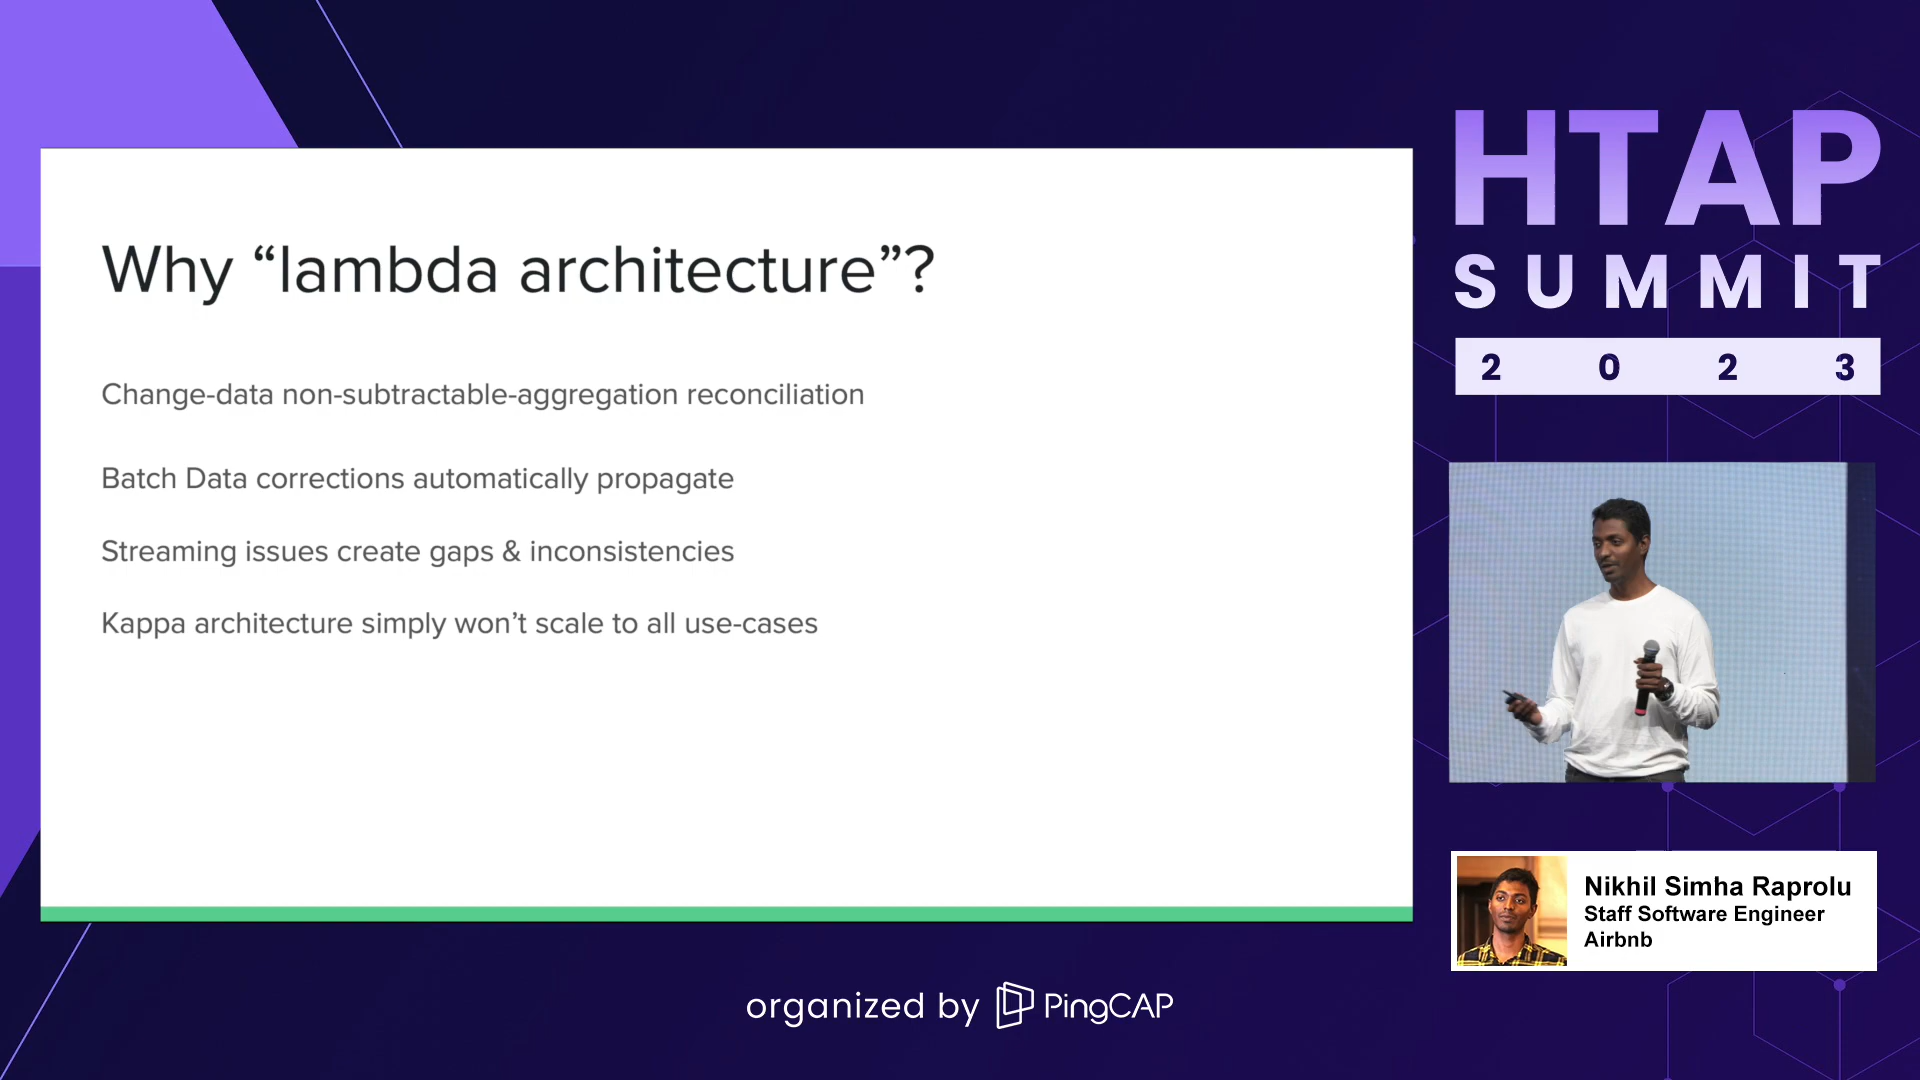 Why “lambda architecture”?
Change-data non-subtractable-aggregation reconciliation
Batch Data corrections automatically propagate
Streaming issues create gaps & inconsistencies
Kappa architecture simply won’t scale to all use-cases
HTAP
SUMMIT
2023
Nikhil Simha Raprolu
Staff Software Engineer
Airbnb
organized by PingCAP